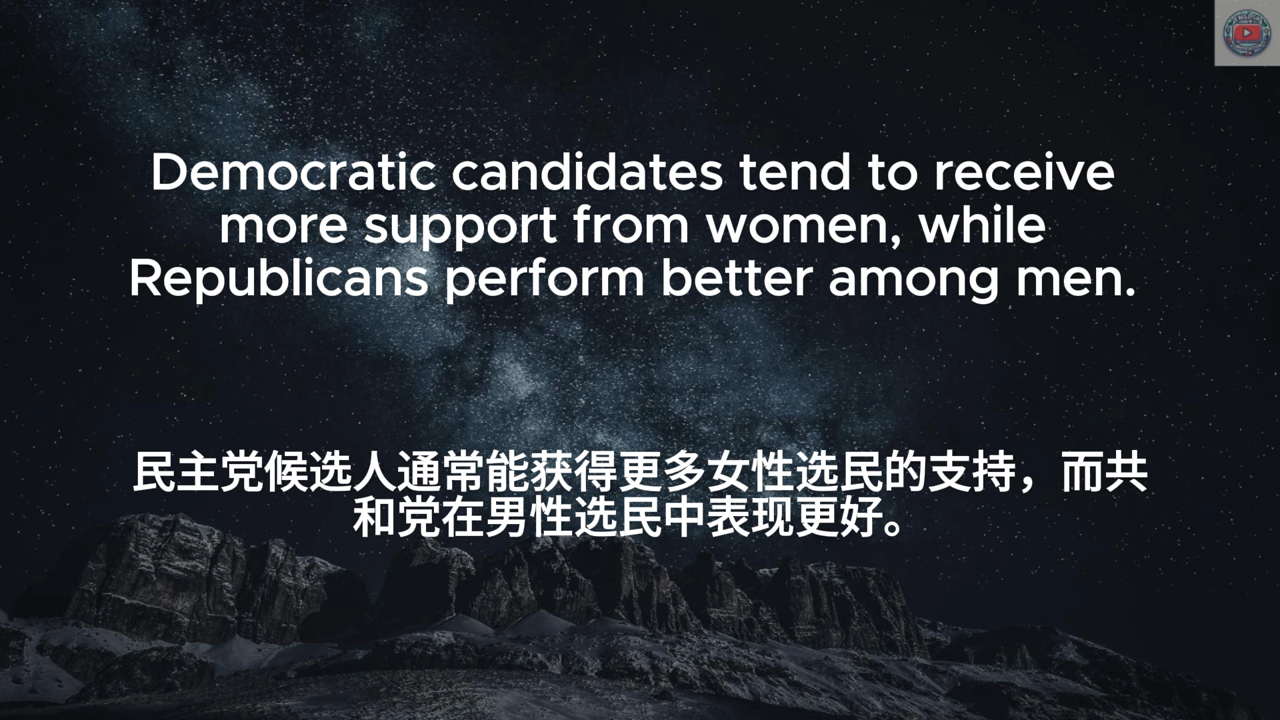 Democratic candidates tend to receive
more support from women, while
Republicans perform better among men.
民主党候选人通常能获得更多女性选民的支持，而共
和党在男性选民中表现更好。